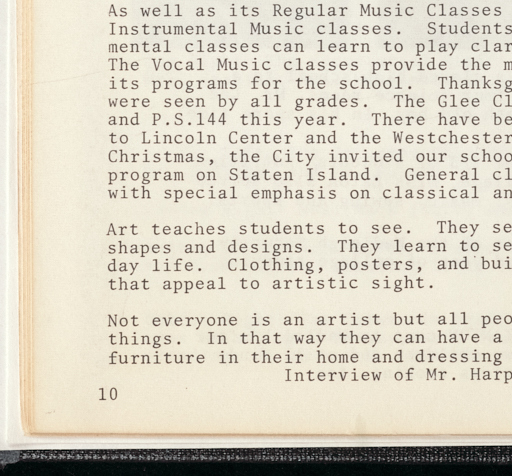 As well as its Regular Music Classes
Instrumental Music classes.  Students
mental classes can learn to play clar
The Vocal Music classes provide the m
its programs for the school.  Thanksg
were seen by all grades.  The Glee Cl
and P.S.144 this year.  There have be
to Lincoln Center and the Westchester
Christmas, the City invited our schoo
program on Staten Island.  General cl
with special emphasis on classical an

Art teaches students to see.  They se
shapes and designs.  They learn to se
day life.  Clothing, posters, and bui
that appeal to artistic sight.

Not everyone is an artist but all peo
things.  In that way they can have a
furniture in their home and dressing
Interview of Mr. Harp
10